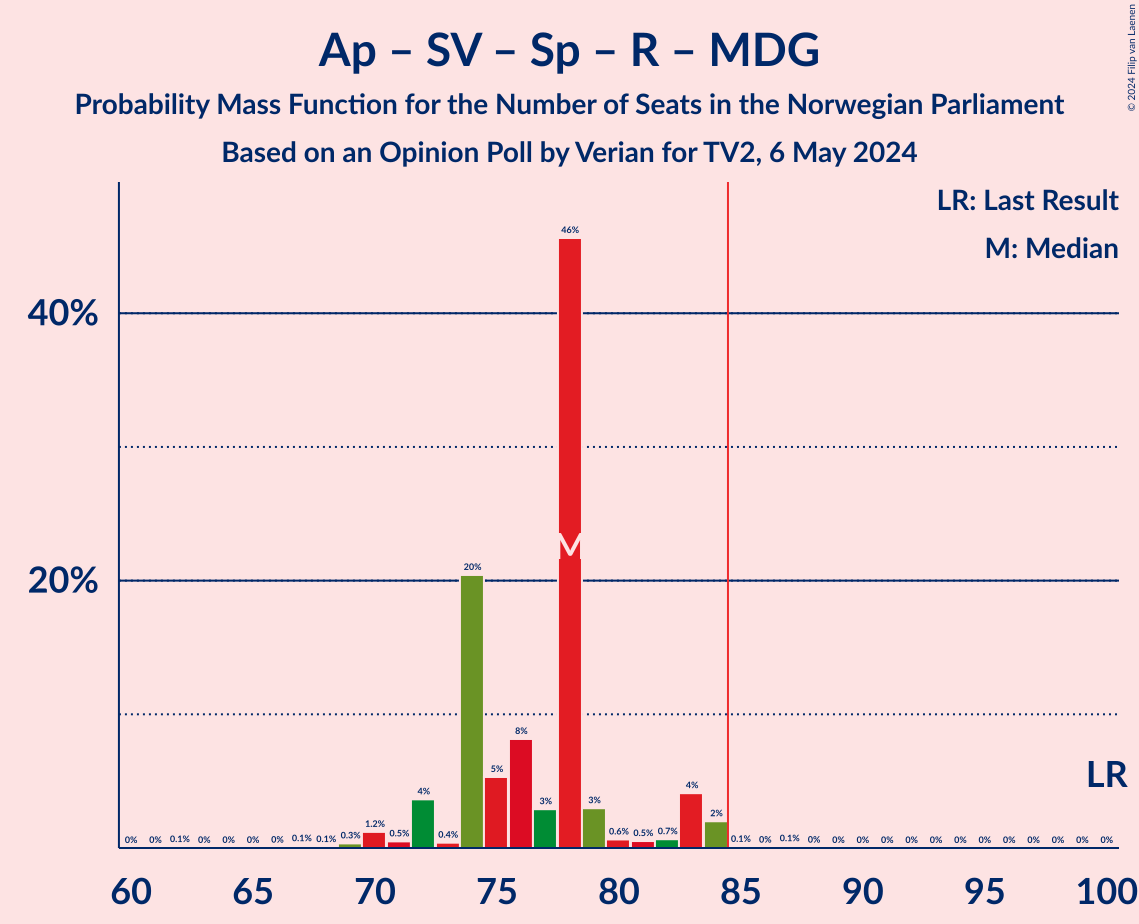 Ap – SV – Sp – R – MDG
Probability Mass Function for the Number of Seats in the Norwegian Parliament
Based on an Opinion Poll by Verian for TV2, 6 May 2024
© 2024 Filip van Laenen
LR: Last Result
M: Median
46%
40%
M
20%
20%
8%
LR
5%
4%
4%
3%
3%
2%
1.2%
0% 0% 0.1% 0% 0% 0% 0% 0.1% 0.1% 0.3% 0.5% 0.4% 0.6% 0.5% 0.7% 0.1% 0% 0.1% 0% 0% 0% 0% 0% 0% 0% 0% 0% 0% 0% 0% 0%
60 65 70 75 80 85 90 95 100